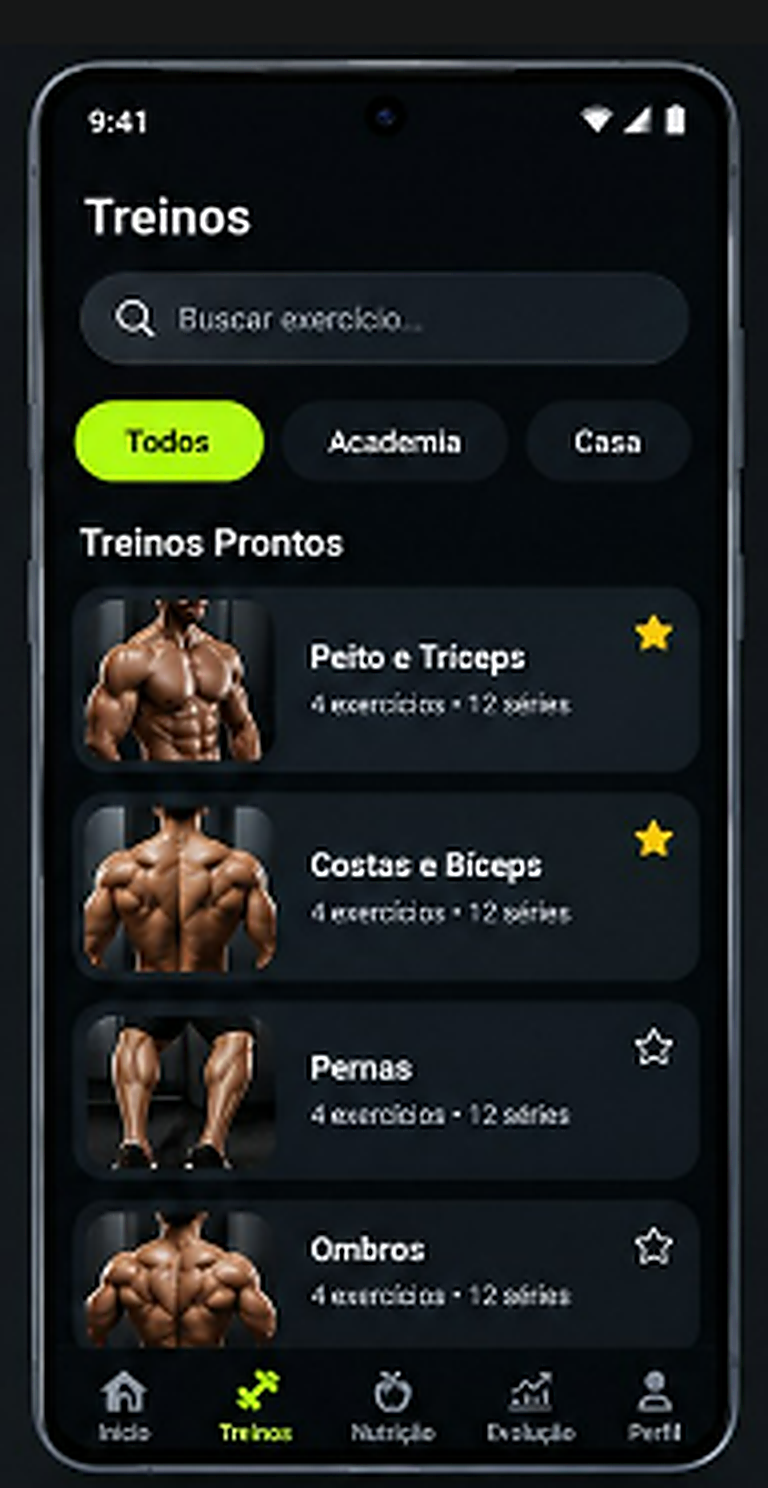 9:41
Treinos
Buscar exercício...
Todos
Academia
Casa
Treinos Prontos
Peito e Tríceps
4 exercícios • 12 séries
Costas e Bíceps
4 exercícios • 12 séries
Pernas
4 exercícios • 12 séries
Ombros
4 exercícios • 12 séries
Início
Treinos
Nutrição
Evolução
Perfil